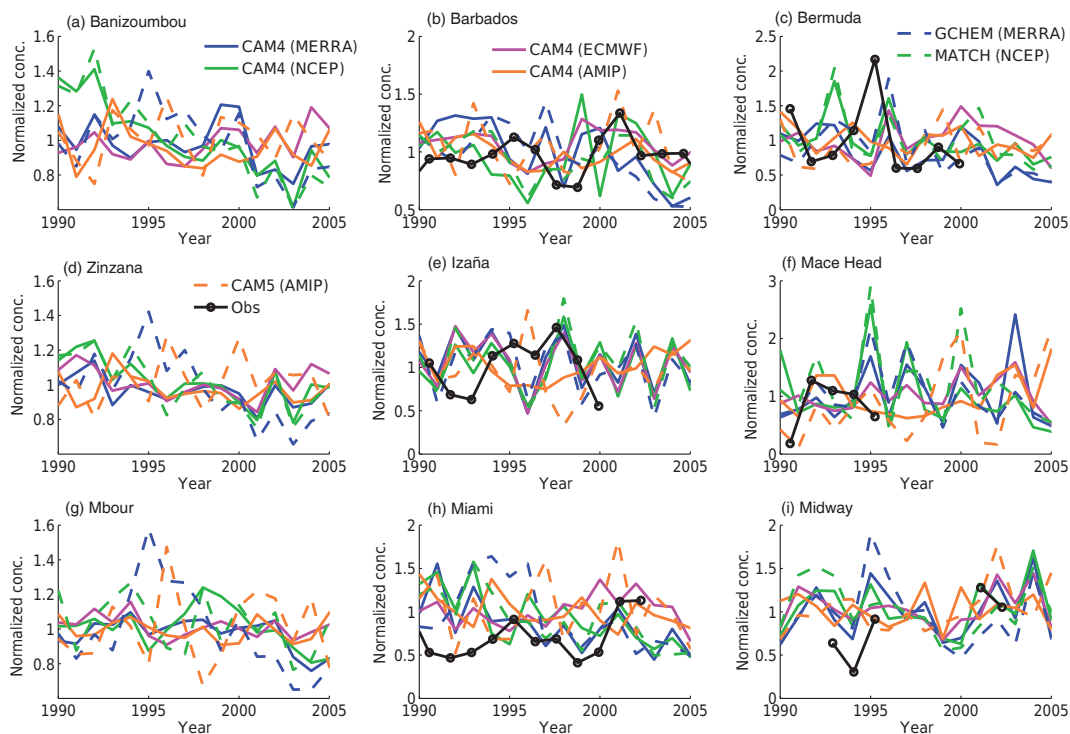 (a) Banizoumbou
(b) Barbados
(c) Bermuda
1.6
1.4
1.2
1
0.8
Normalized conc.
CAM4 (MERRA)
CAM4 (NCEP)
1990
1995
2000
2005
Year
2
1.5
1
0.5
Normalized conc.
CAM4 (ECMWF)
CAM4 (AMIP)
1990
1995
2000
2005
Year
2.5
2
1.5
1
0.5
0
Normalized conc.
GCHEM (MERRA)
MATCH (NCEP)
1990
1995
2000
2005
Year
(d) Zinzana
(e) Izaña
(f) Mace Head
1.6
1.4
1.2
1
0.8
Normalized conc.
CAM5 (AMIP)
Obs
1990
1995
2000
2005
Year
2
1.5
1
0.5
0
Normalized conc.
1990
1995
2000
2005
Year
3
2
1
0
Normalized conc.
1990
1995
2000
2005
Year
(g) Mbour
(h) Miami
(i) Midway
1.6
1.4
1.2
1
0.8
Normalized conc.
1990
1995
2000
2005
Year
2
1.5
1
0.5
0
Normalized conc.
1990
1995
2000
2005
Year
2
1.5
1
0.5
0
Normalized conc.
1990
1995
2000
2005
Year